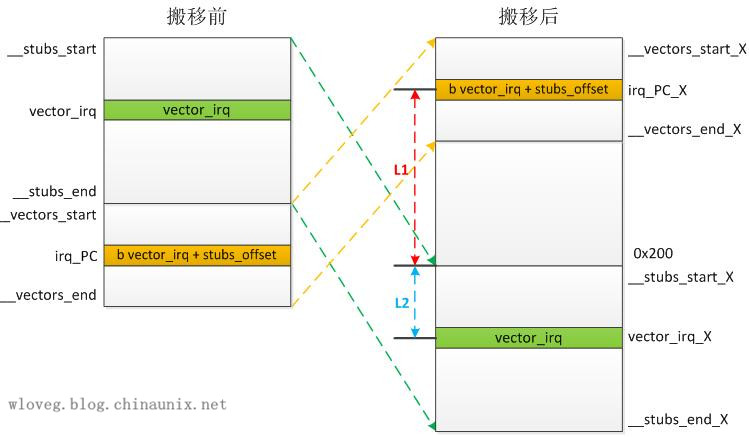 搬移前
__stubs_start
vector_irq
vector_irq
__stubs_end
__vectors_start
irq_PC
b vector_irq + stubs_offset
__vectors_end
wloveg.blog.chinaunix.net
搬移后
__vectors_start_X
b vector_irq + stubs_offset
irq_PC_X
__vectors_end_X
L1
0x200
__stubs_start_X
L2
vector_irq
vector_irq_X
__stubs_end_X